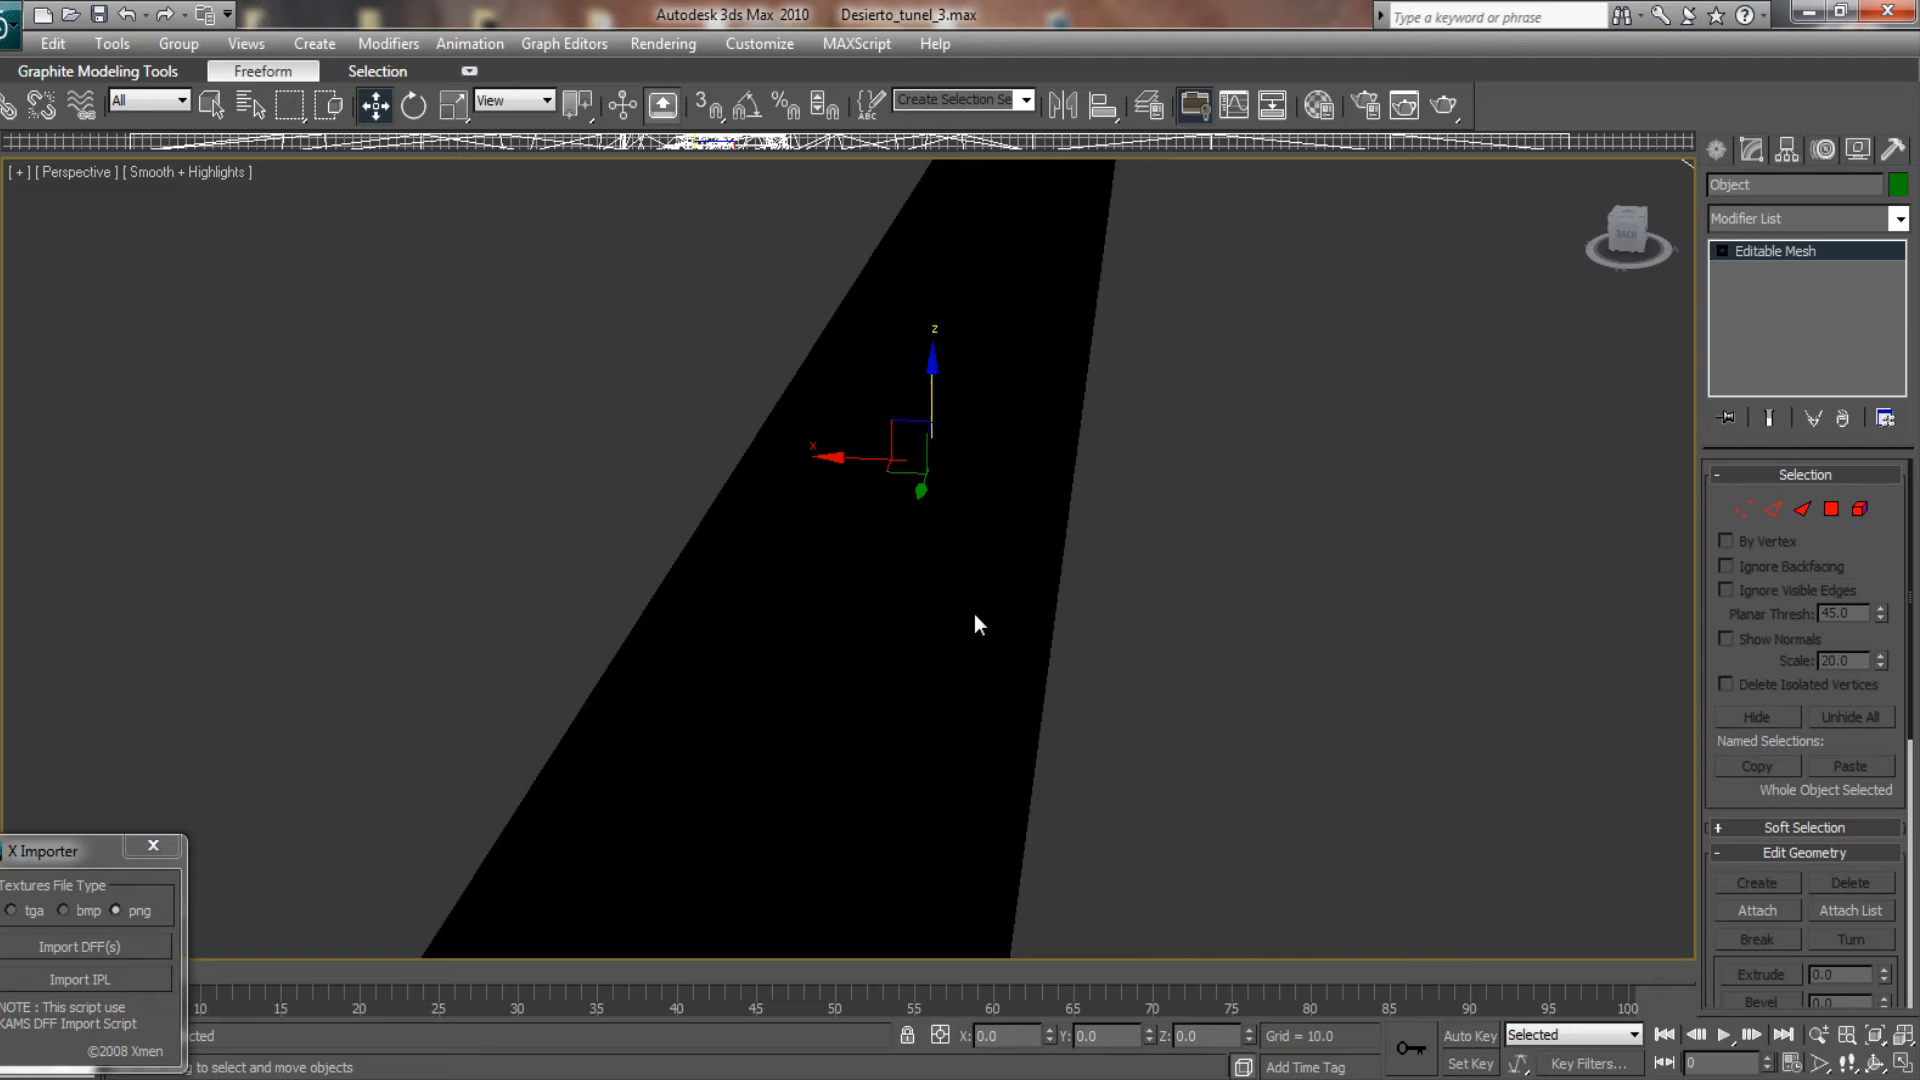 Autodesk 3ds Max 2010 Desierto_tunel_3.max
Type a keyword or phrase
Edit Tools Group Views Create Modifiers Animation Graph Editors Rendering Customize MAXScript Help
Graphite Modeling Tools Freeform Selection
All View 3 ABC Create Selection Se
[ + ] [ Perspective ] [ Smooth + Highlights ]
BACK
z
x
Object
Modifier List
Editable Mesh
Selection
By Vertex
Ignore Backfacing
Ignore Visible Edges
Planar Thresh: 45.0
Show Normals
Scale: 20.0
Delete Isolated Vertices
Hide Unhide All
Named Selections:
Copy Paste
Whole Object Selected
Soft Selection
Edit Geometry
Create Delete
Attach Attach List
Break Turn
Extrude 0.0
Bevel 0.0
X Importer
Textures File Type
tga bmp png
Import DFF(s)
Import IPL
NOTE : This script use
KAMS DFF Import Script
©2008 Xmen
10 15 20 25 30 35 40 45 50 55 60 65 70 75 80 85 90 95 100
cted X: 0.0 Y: 0.0 Z: 0.0 Grid = 10.0 Auto Key Selected
g to select and move objects Add Time Tag Set Key Key Filters... 0